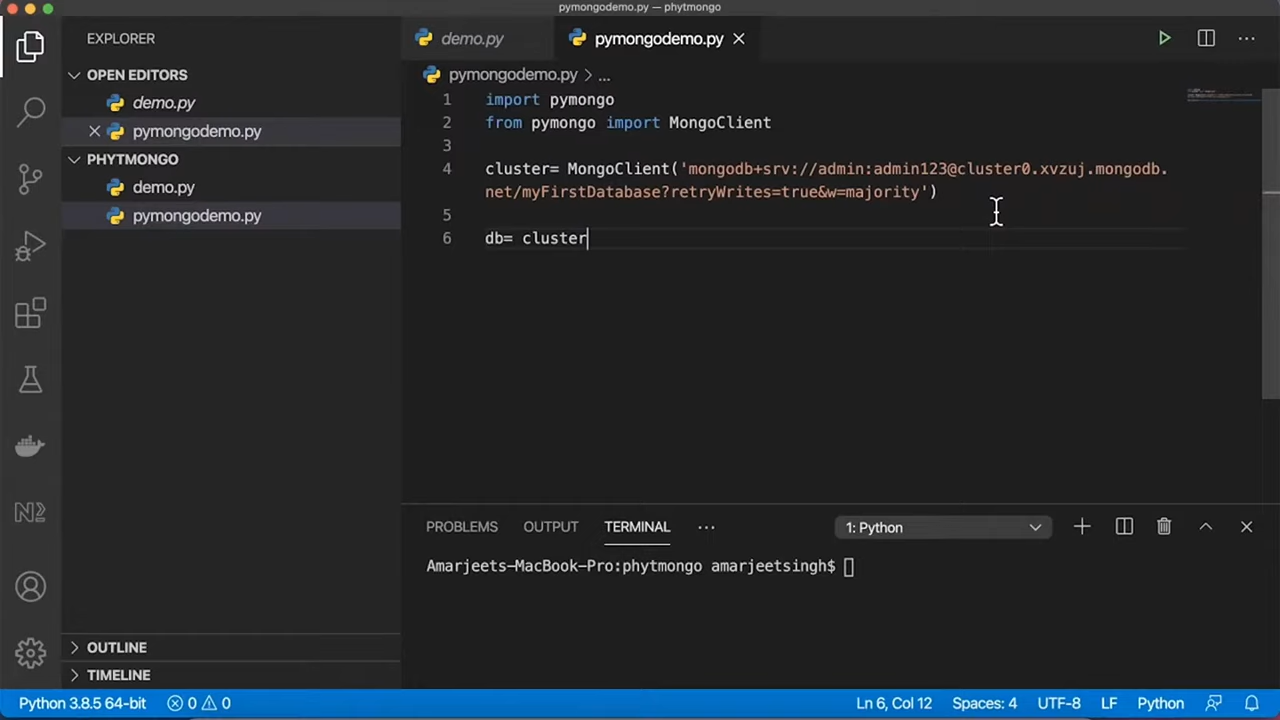 pymongodemo.py — phytmongo
EXPLORER
OPEN EDITORS
demo.py
pymongodemo.py
PHYTMONGO
demo.py
pymongodemo.py
OUTLINE
TIMELINE
demo.py
pymongodemo.py
pymongodemo.py > ...
1 import pymongo
2 from pymongo import MongoClient
3
4 cluster= MongoClient('mongodb+srv://admin:admin123@cluster0.xvzuj.mongodb.
net/myFirstDatabase?retryWrites=true&w=majority')
5
6 db= cluster
PROBLEMS OUTPUT TERMINAL ... 1: Python
Amarjeets-MacBook-Pro:phytmongo amarjeetsingh$
Python 3.8.5 64-bit 0 0 Ln 6, Col 12 Spaces: 4 UTF-8 LF Python